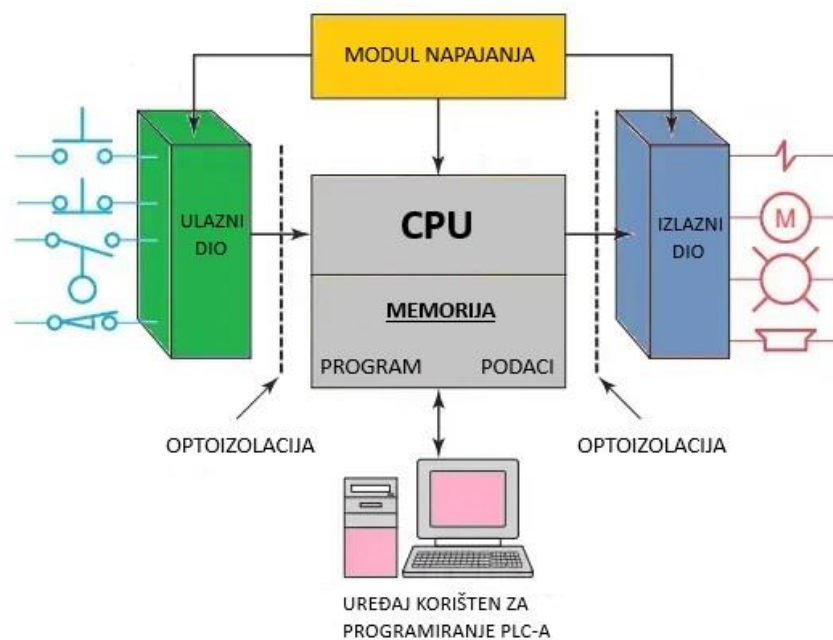 MODUL NAPAJANJA
ULAZNI
DIO
CPU
IZLAZNI
DIO
M
MEMORIJA
PROGRAM PODACI
OPTOIZOLACIJA
OPTOIZOLACIJA
UREĐAJ KORIŠTEN ZA
PROGRAMIRANJE PLC-A